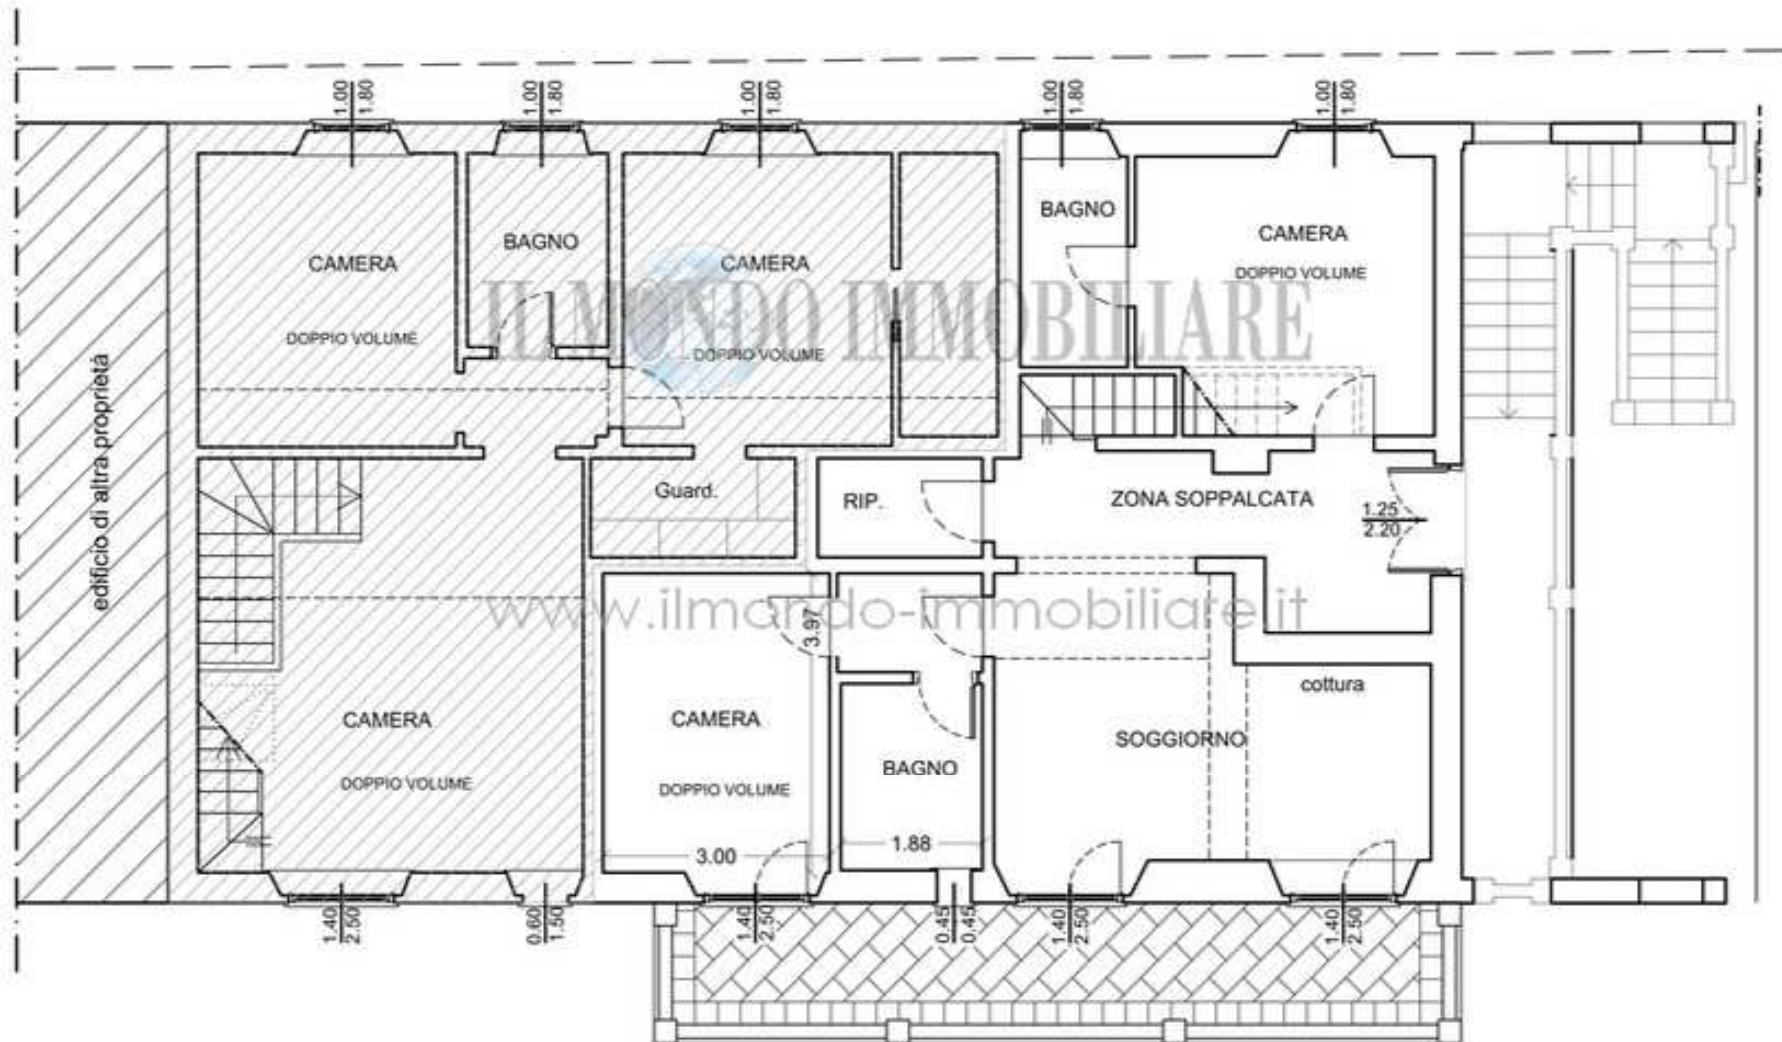 1.00
1.80
1.00
1.80
1.00
1.80
1.00
1.80
1.00
1.80
CAMERA
DOPPIO VOLUME
BAGNO
CAMERA
DOPPIO VOLUME
BAGNO
CAMERA
DOPPIO VOLUME
IL MONDO IMMOBILIARE
edificio di altra proprietà
Guard.
RIP.
ZONA SOPPALCATA
1.25
2.20
www.ilmondo-immobiliare.it
3.97
CAMERA
DOPPIO VOLUME
CAMERA
DOPPIO VOLUME
BAGNO
SOGGIORNO
cottura
3.00
1.88
1.40
2.50
0.60
1.50
1.40
2.50
0.45
0.45
1.40
2.50
1.40
2.50